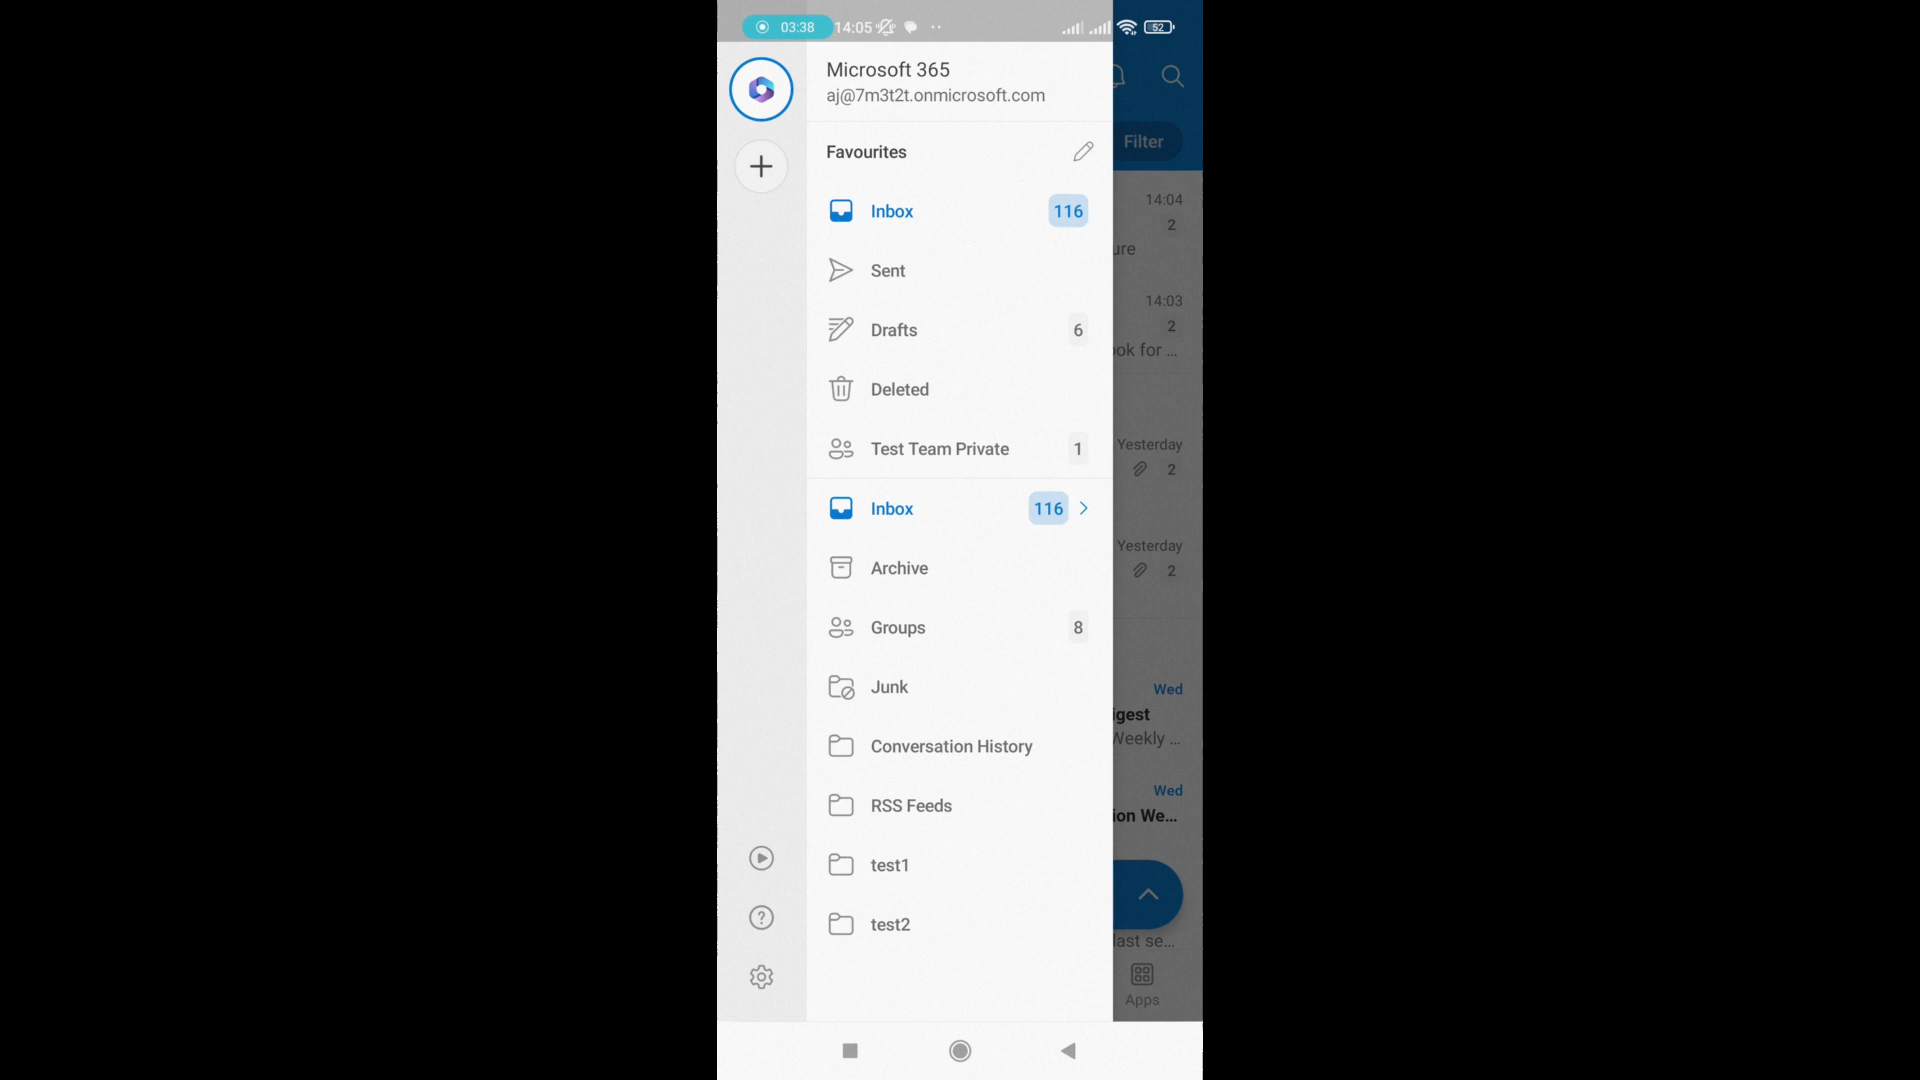 03:38 14:05
52
Microsoft 365
aj@7m3t2t.onmicrosoft.com
Favourites
Filter
Inbox 116
14:04
2
ure
Sent
14:03
Drafts 6
2
ook for ...
Deleted
Test Team Private 1
Yesterday
2
Inbox 116
Yesterday
Archive
2
Groups 8
Junk
Wed
igest
Weekly ...
Conversation History
Wed
RSS Feeds
ion We...
test1
test2
last se...
Apps